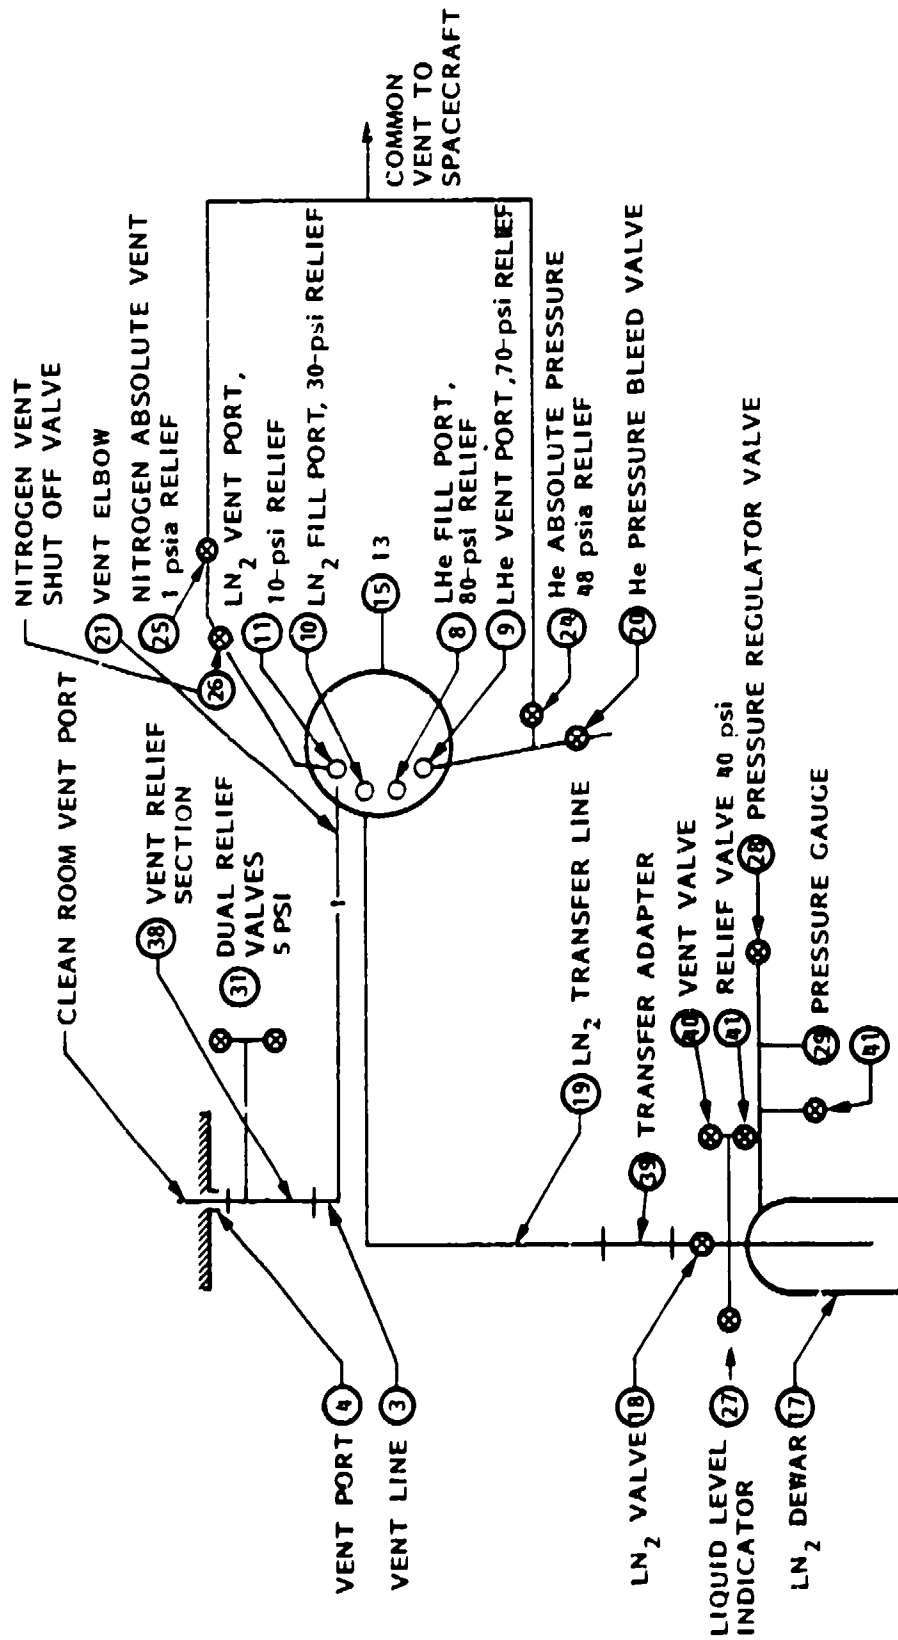 CLEAN ROOM VENT PORT
38 VENT RELIEF
SECTION
31 DUAL RELIEF
VALVES
5 PSI
NITROGEN VENT
SHUT OFF VALVE
21 VENT ELBOW
25 NITROGEN ABSOLUTE VENT
1 psia RELIEF
26
11 LN2 VENT PORT,
10-psi RELIEF
10 LN2 FILL PORT, 30-psi RELIEF
15 13
8 LHe FILL PORT,
80-psi RELIEF
9 LHe VENT PORT, 70-psi RELIEF
24 He ABSOLUTE PRESSURE
48 psia RELIEF
20 He PRESSURE BLEED VALVE
COMMON
VENT TO
SPACECRAFT
VENT PORT 4
VENT LINE 3
19 LN2 TRANSFER LINE
39 TRANSFER ADAPTER
40 VENT VALVE
41 RELIEF VALVE 40 psi
28 PRESSURE REGULATOR VALVE
29 PRESSURE GAUGE
41
LN2 VALVE 18
LIQUID LEVEL 27
INDICATOR
LN2 DEWAR 17